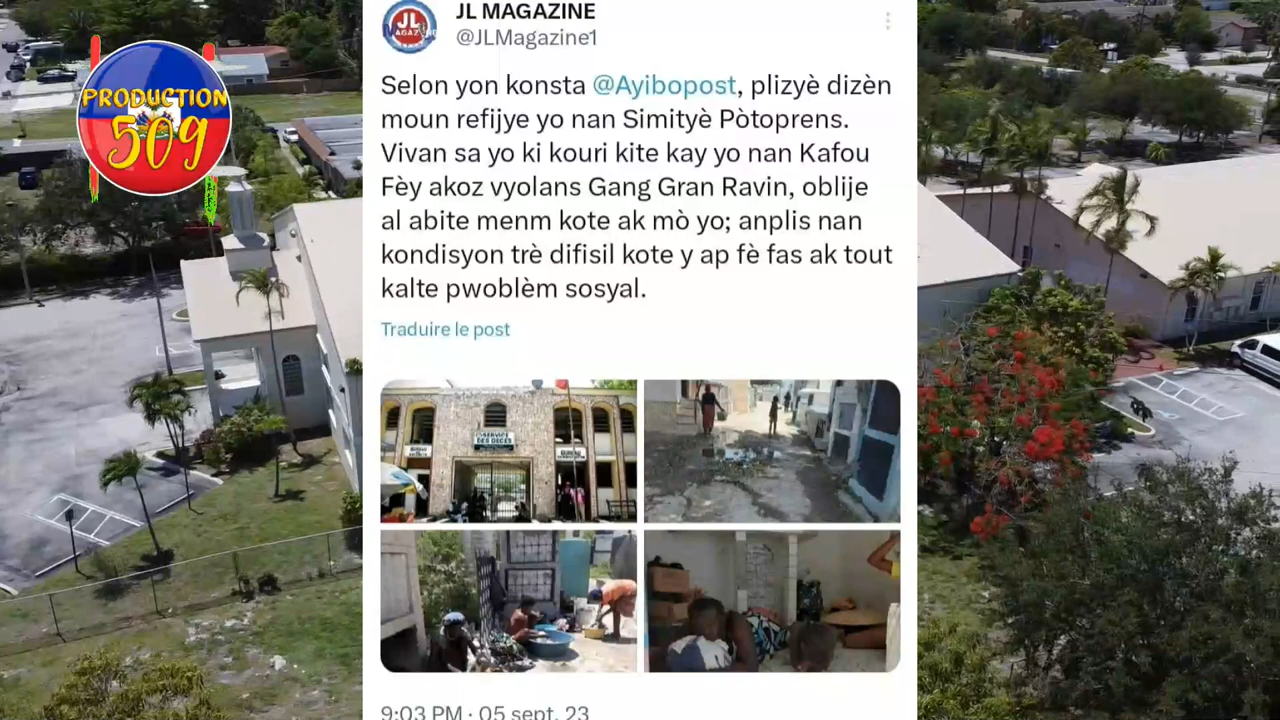 PRODUCTION
509
JL MAGAZINE
@JLMagazine1
Selon yon konsta @Ayibopost, plizyè dizèn
moun refijye yo nan Simityè Pòtoprens.
Vivan sa yo ki kouri kite kay yo nan Kafou
Fèy akoz vyolans Gang Gran Ravin, oblije
al abite menm kote ak mò yo; anplis nan
kondisyon trè difisil kote y ap fè fas ak tout
kalte pwoblèm sosyal.
Traduire le post
SERVICE
DES DECES
BUREAU
9:03 PM · 05 sept. 23